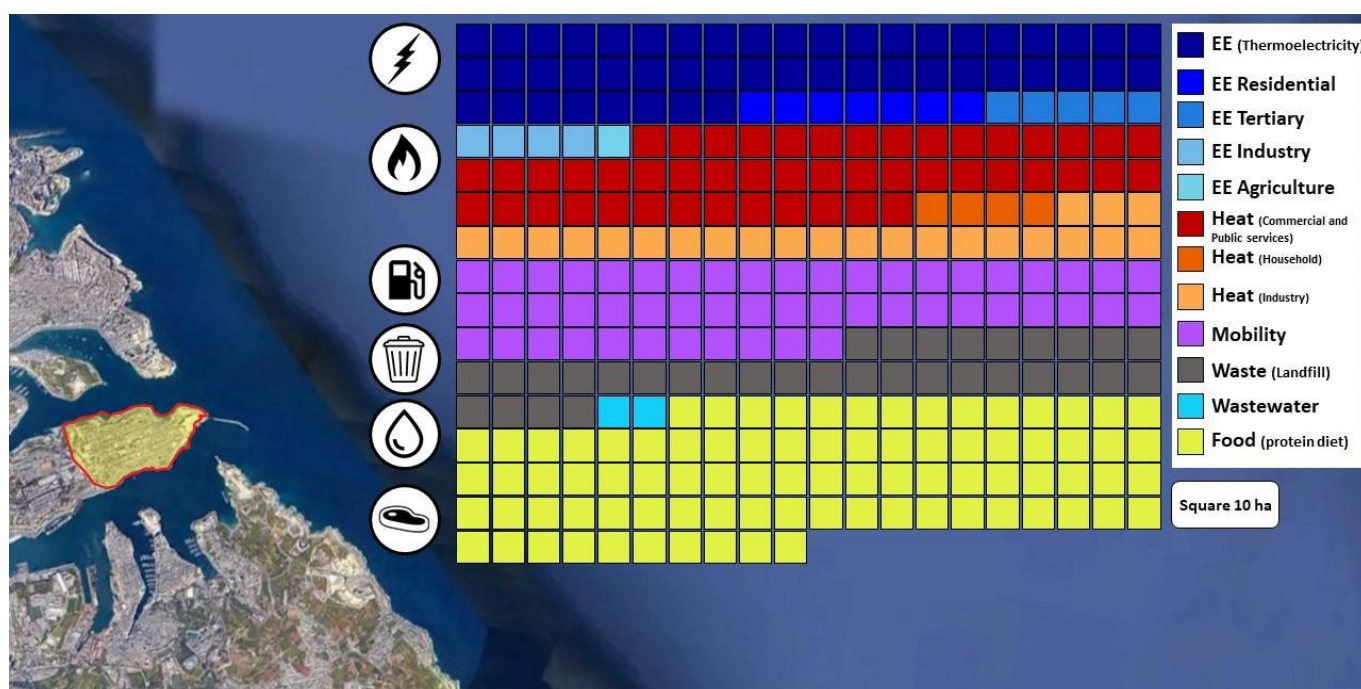 EE (Thermoelectricity)
EE Residential
EE Tertiary
EE Industry
EE Agriculture
Heat (Commercial and
Public services)
Heat (Household)
Heat (Industry)
Mobility
Waste (Landfill)
Wastewater
Food (protein diet)
Square 10 ha